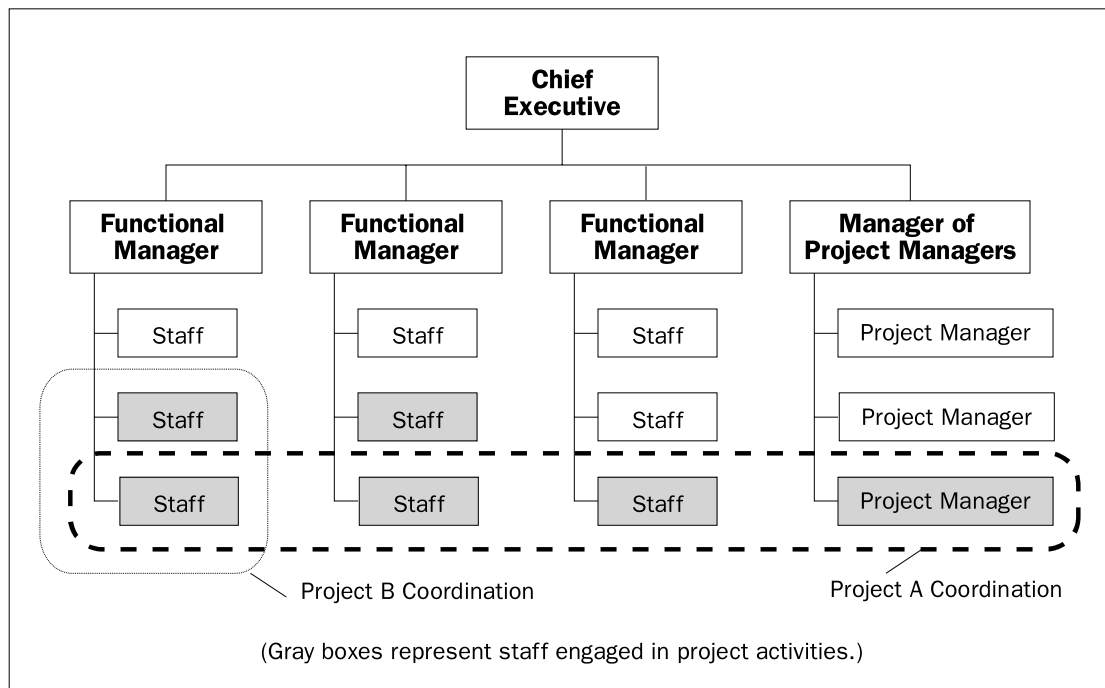 Chief
Executive
Functional
Manager
Functional
Manager
Functional
Manager
Manager of
Project Managers
Staff
Staff
Staff
Project Manager
Staff
Staff
Staff
Project Manager
Staff
Staff
Staff
Project Manager
Project B Coordination
Project A Coordination
(Gray boxes represent staff engaged in project activities.)